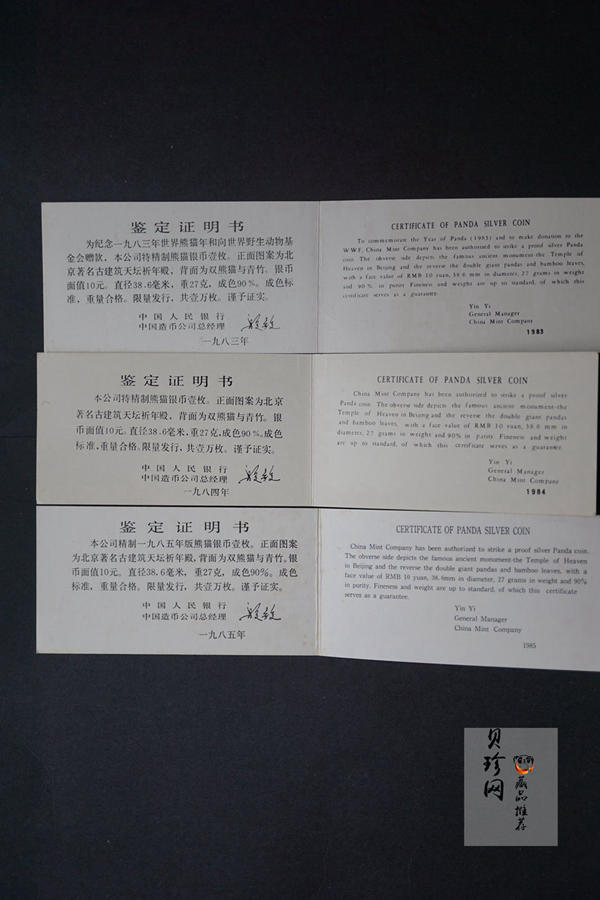 鉴定证明书
为纪念一九八三年世界熊猫年和向世界野生动物基
金会赠款，本公司特精制熊猫银币壹枚。正面图案为北
京著名古建筑天坛祈年殿，背面为双熊猫与青竹。银币
面值10元。直径38.6毫米，重27克，成色90%。成色标
准，重量合格。限量发行，共壹万枚。谨予证实。
中国人民银行
中国造币公司总经理
一九八三年
CERTIFICATE OF PANDA SILVER COIN
To commemorate the Year of Panda (1983) and to make donation to the
WWF, China Mint Company has been authorized to strike a proof silver Panda
coin. The obverse side depicts the famous ancient monument-the Temple of
Heaven in Beijing and the reverse the double giant pandas and bamboo leaves,
with a face value of RMB 10 yuan, 38.6 mm in diameter, 27 grams in weight
and 90% in purity. Fineness and weight are up to standard, of which this
certificate serves as a guarantee.
Yin Yi
General Manager
China Mint Company
1983
鉴定证明书
本公司特精制熊猫银币壹枚。正面图案为北京
著名古建筑天坛祈年殿，背面为双熊猫与青竹。银
币面值10元。直径38.6毫米，重27克，成色90%。成色
标准，重量合格。限量发行，共壹万枚。谨予证实。
中国人民银行
中国造币公司总经理
一九八四年
CERTIFICATE OF PANDA SILVER COIN
China Mint Company has been authorized to strike a proof silver
Panda coin. The obverse side depicts the famous ancient monument-the
Temple of Heaven in Beijing and the reverse the double giant pandas
and bamboo leaves, with a face value of RMB 10 yuan, 38.6 mm in
diameter, 27 grams in weight and 90% in purity. Fineness and weight
are up to standard, of which this certificate serves as a guarantee.
Yin Yi
General Manager
China Mint Company
1984
鉴定证明书
本公司精制一九八五年版熊猫银币壹枚。正面图案
为北京著名古建筑天坛祈年殿，背面为双熊猫与青竹。银
币面值10元。直径38.6毫米，重27克，成色90%。成色
标准，重量合格。限量发行，共壹万枚。谨予证实。
中国人民银行
中国造币公司总经理
一九八五年
CERTIFICATE OF PANDA SILVER COIN
China Mint Company has been authorized to strike a proof silver Panda coin.
The obverse side depicts the famous ancient monument-the Temple of Heaven
in Beijing and the reverse the double giant pandas and bamboo leaves, with a
face value of RMB 10 yuan, 38.6mm in diameter, 27 grams in weight and 90%
in purity. Fineness and weight are up to standard, of which this certificate
serves as a guarantee.
Yin Yi
General Manager
China Mint Company
1985
贝珍网
藏品推荐